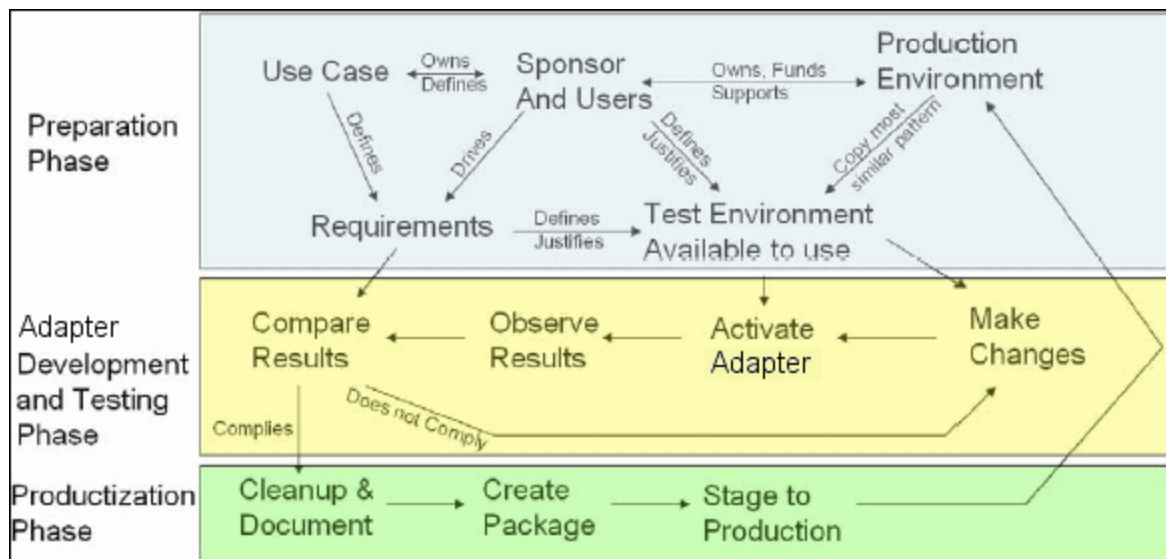 Preparation
Phase
Use Case
Owns
Defines
Sponsor
And Users
Owns, Funds
Supports
Production
Environment
Defines
Drives
Defines
Justifies
Copy most
similar pattern
Requirements
Defines
Justifies
Test Environment
Available to use
Adapter
Development
and Testing
Phase
Compare
Results
Observe
Results
Activate
Adapter
Make
Changes
Complies
Does not Comply
Productization
Phase
Cleanup &
Document
Create
Package
Stage to
Production